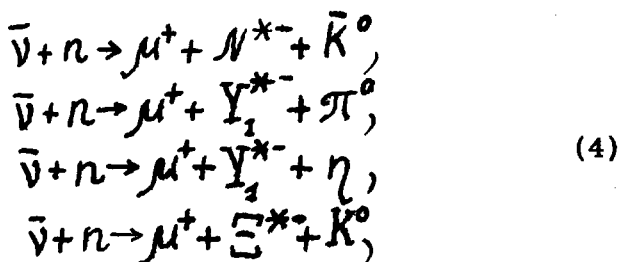 ν̄ + n → μ⁺ + N*⁻ + K̄⁰,
ν̄ + n → μ⁺ + Y₁*⁻ + π⁰,
(4)
ν̄ + n → μ⁺ + Y₁*⁻ + η,
ν̄ + n → μ⁺ + Ξ*⁻ + K⁰,